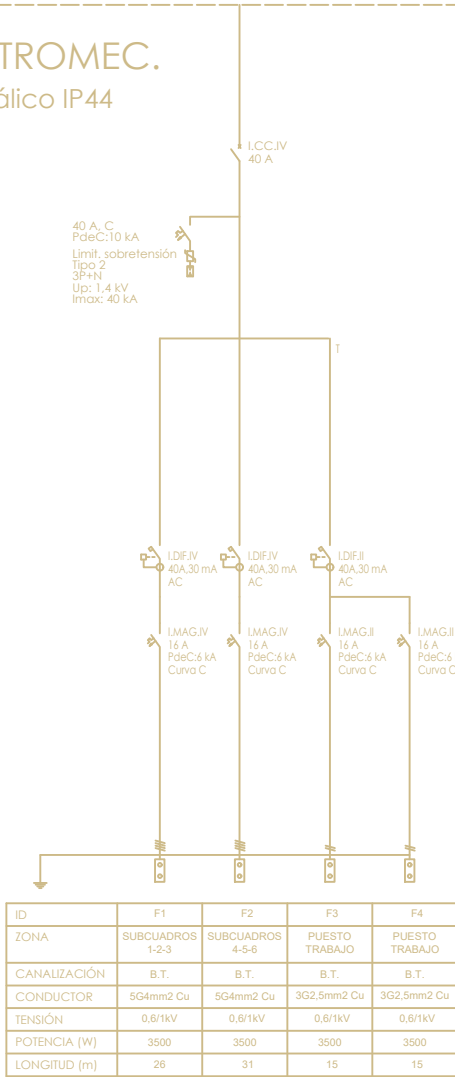 TROMEC.
álico IP44
I.CC.IV
40 A
40 A, C
PdeC:10 kA
Limit. sobretensión
Tipo 2
3P+N
Up: 1,4 kV
Imax: 40 kA
T
I.DIF.IV
40A,30 mA
AC
I.DIF.IV
40A,30 mA
AC
I.DIF.II
40A,30 mA
AC
I.MAG.IV
16 A
PdeC:6 kA
Curva C
I.MAG.IV
16 A
PdeC:6 kA
Curva C
I.MAG.II
16 A
PdeC:6 kA
Curva C
I.MAG.II
16 A
PdeC:6
Curva C
ID F1 F2 F3 F4
ZONA SUBCUADROS 1-2-3 SUBCUADROS 4-5-6 PUESTO TRABAJO PUESTO TRABAJO
CANALIZACIÓN B.T. B.T. B.T. B.T.
CONDUCTOR 5G4mm2 Cu 5G4mm2 Cu 3G2,5mm2 Cu 3G2,5mm2 Cu
TENSIÓN 0,6/1kV 0,6/1kV 0,6/1kV 0,6/1kV
POTENCIA (W) 3500 3500 3500 3500
LONGITUD (m) 26 31 15 15